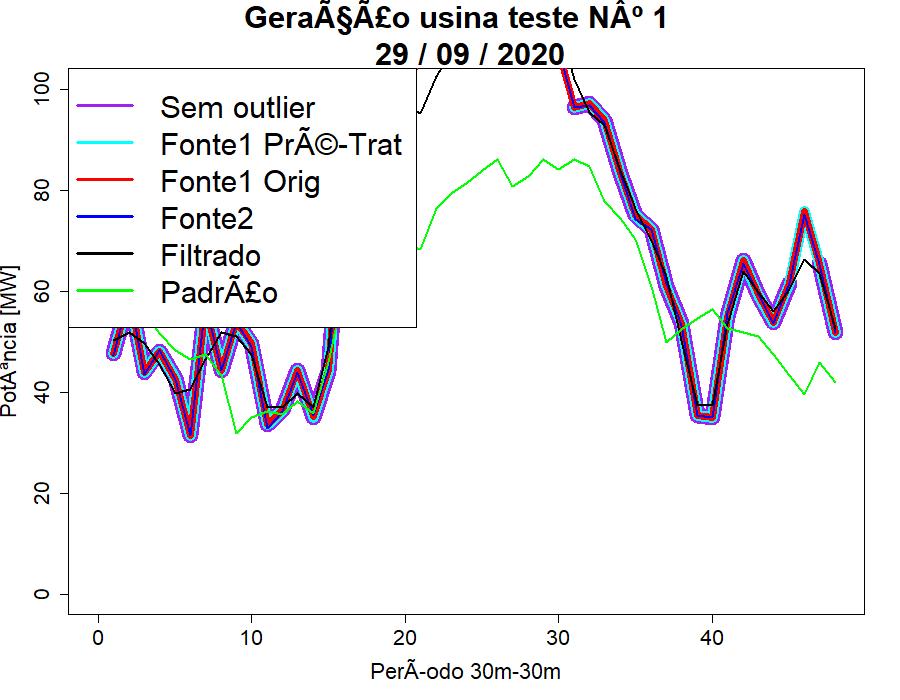 GeraÃ§Ã£o usina teste NÂº 1
29 / 09 / 2020
Sem outlier
Fonte1 PrÃ©-Trat
Fonte1 Orig
Fonte2
Filtrado
PadrÃ£o
PotÃªncia [MW]
100
80
60
40
20
0
0 10 20 30 40
PerÃ-odo 30m-30m